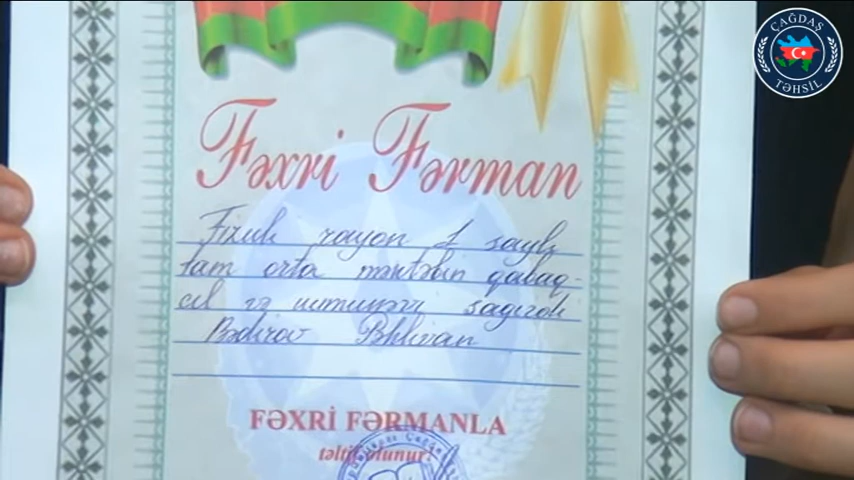 ÇAĞDAŞ
TƏHSİL
Fəxri Fərman
Fizuli rayon 1 saylı
tam orta məktəbin qabaq-
cıl və nümunəvi şagirdi
Bədirov Pəhlivan
FƏXRİ FƏRMANLA
təltif olunur!